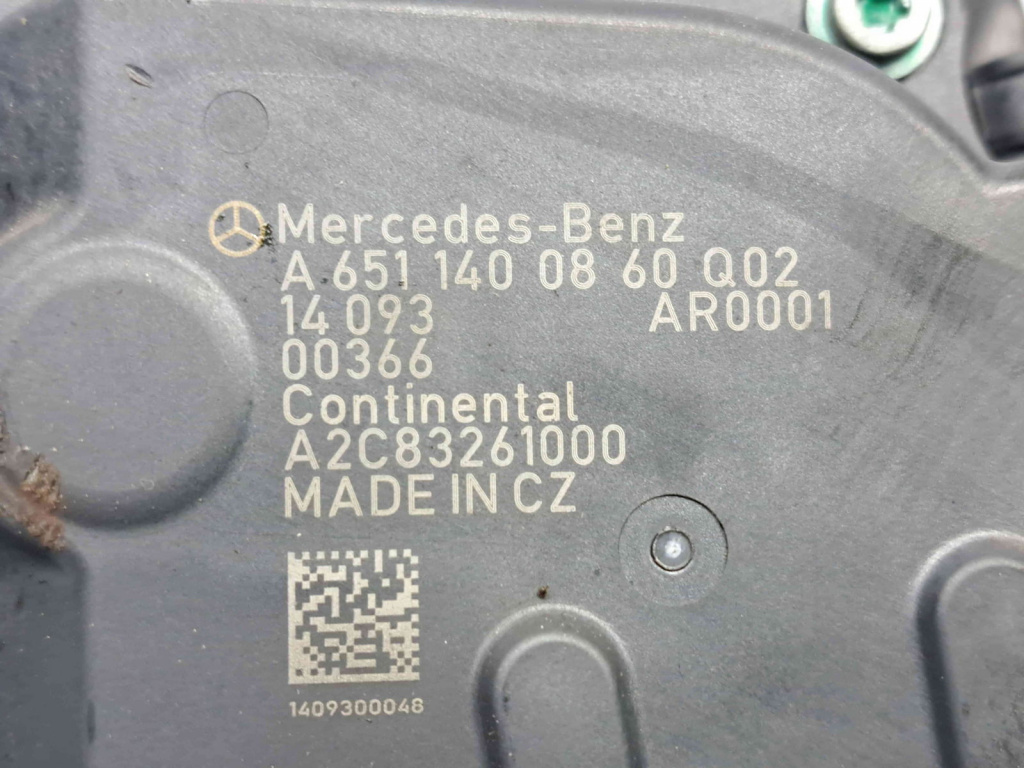 Mercedes-Benz
A 651 140 08 60 Q02
14 093 AR0001
00366
Continental
A2C83261000
MADE IN CZ
1409300048